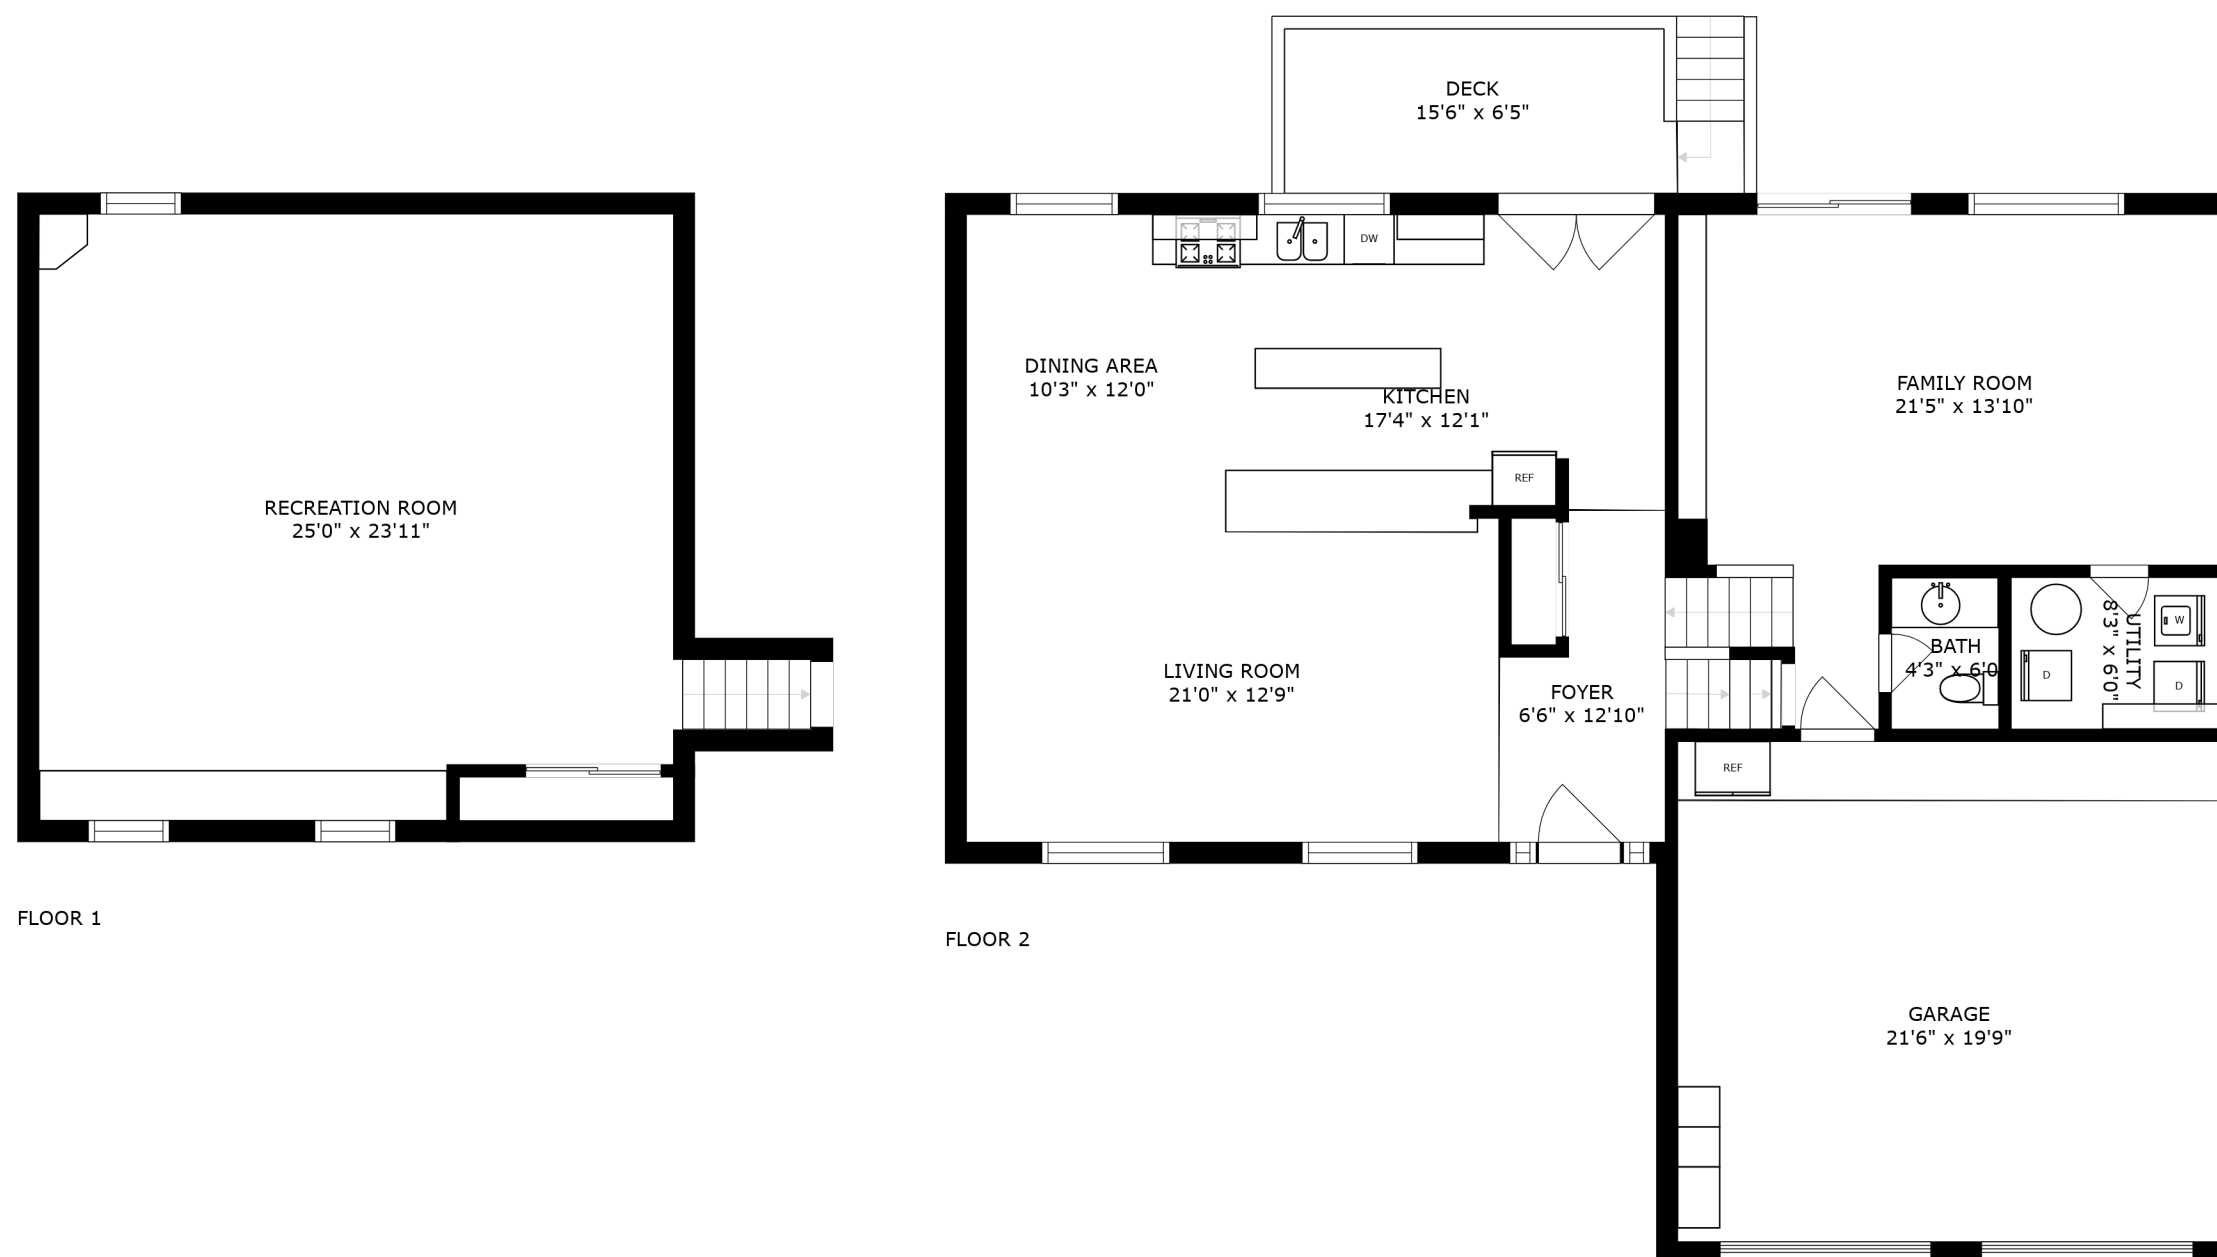 DECK
15'6" x 6'5"
DW
DINING AREA
10'3" x 12'0"
KITCHEN
17'4" x 12'1"
FAMILY ROOM
21'5" x 13'10"
REF
RECREATION ROOM
25'0" x 23'11"
LIVING ROOM
21'0" x 12'9"
FOYER
6'6" x 12'10"
BATH
4'3" x 6'0
D
UTILITY
8'3" x 6'0"
W
D
REF
FLOOR 1
FLOOR 2
GARAGE
21'6" x 19'9"